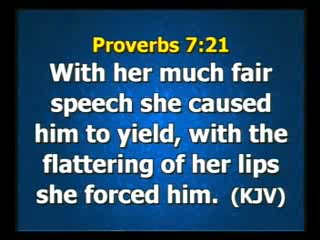 Proverbs 7:21
With her much fair
speech she caused
him to yield, with the
flattering of her lips
she forced him. (KJV)